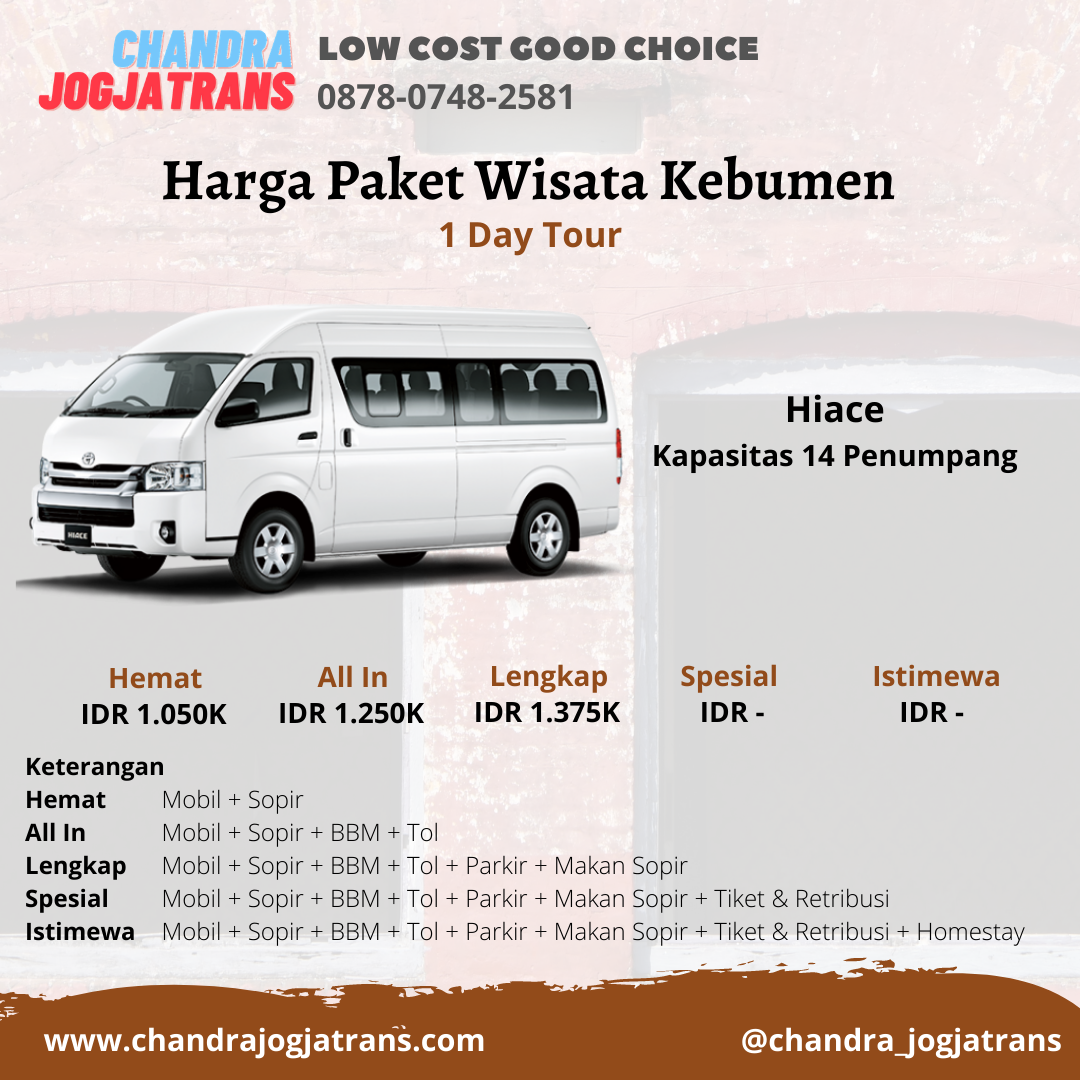 CHANDRA
JOGJATRANS
LOW COST GOOD CHOICE
0878-0748-2581
Harga Paket Wisata Kebumen
1 Day Tour
HIACE
Hiace
Kapasitas 14 Penumpang
Hemat All In Lengkap Spesial Istimewa
IDR 1.050K IDR 1.250K IDR 1.375K IDR - IDR -
Keterangan
Hemat Mobil + Sopir
All In Mobil + Sopir + BBM + Tol
Lengkap Mobil + Sopir + BBM + Tol + Parkir + Makan Sopir
Spesial Mobil + Sopir + BBM + Tol + Parkir + Makan Sopir + Tiket & Retribusi
Istimewa Mobil + Sopir + BBM + Tol + Parkir + Makan Sopir + Tiket & Retribusi + Homestay
www.chandrajogjatrans.com @chandra_jogjatrans